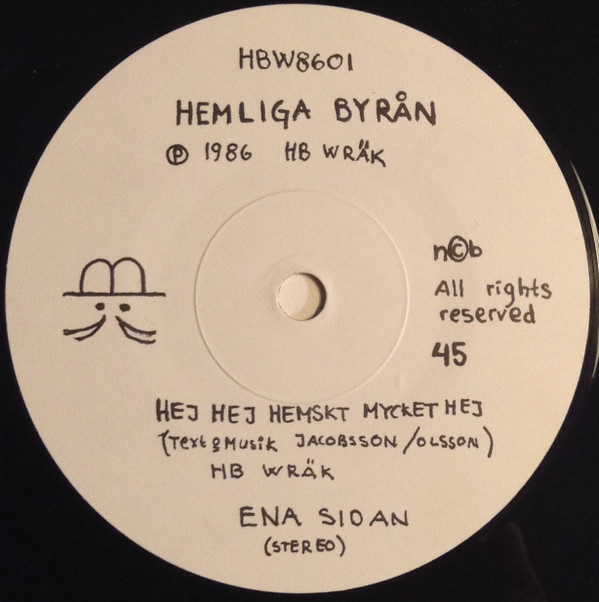 HBW8601
HEMLIGA BYRÅN
℗ 1986 HB WRÄK
n©b
All rights
reserved
45
HEJ HEJ HEMSKT MYCKET HEJ
(Text & Musik JACOBSSON/OLSSON)
HB WRÄK
ENA SIDAN
(STEREO)